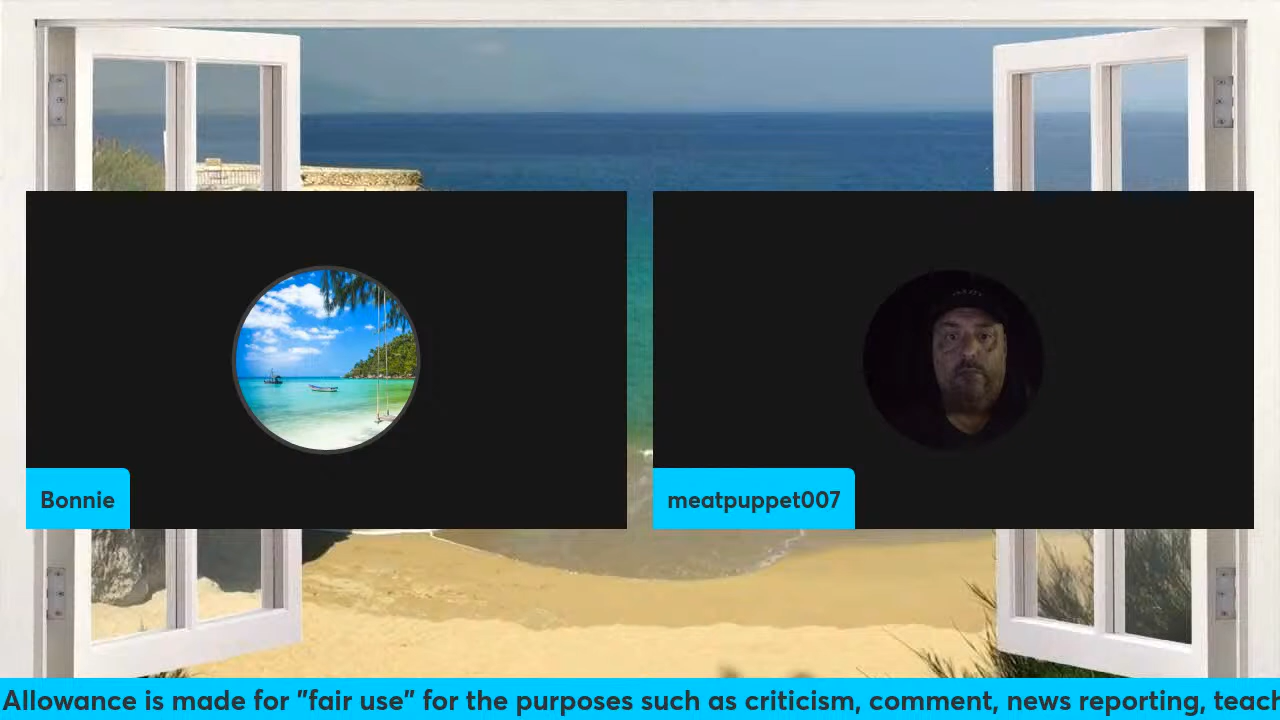 Bonnie
meatpuppet007
Allowance is made for "fair use" for the purposes such as criticism, comment, news reporting, teach